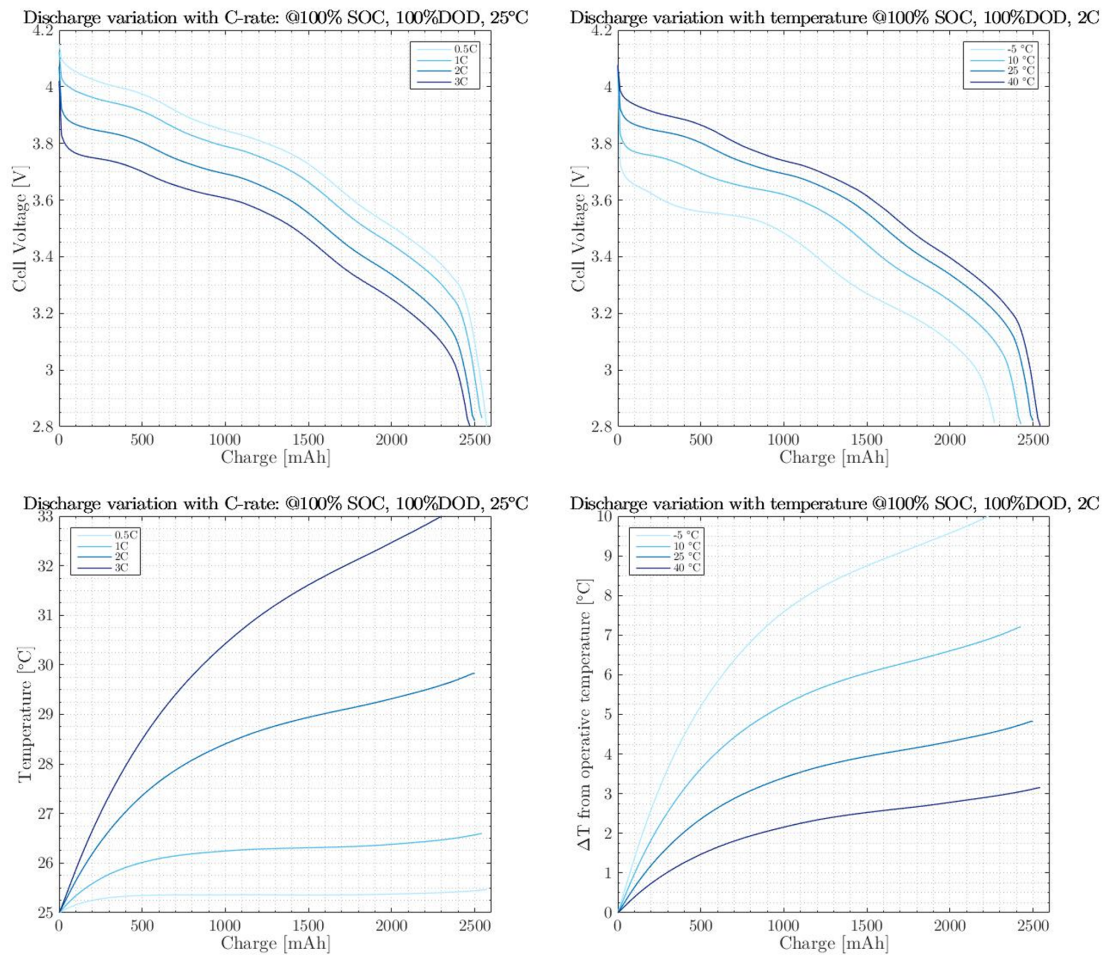 Discharge variation with C-rate: @100% SOC, 100%DOD, 25°C
4.2
4
3.8
3.6
3.4
3.2
3
2.8
Cell Voltage [V]
0.5C
1C
2C
3C
0 500 1000 1500 2000 2500
Charge [mAh]
Discharge variation with temperature @100% SOC, 100%DOD, 2C
4.2
4
3.8
3.6
3.4
3.2
3
2.8
Cell Voltage [V]
-5 °C
10 °C
25 °C
40 °C
0 500 1000 1500 2000 2500
Charge [mAh]
Discharge variation with C-rate: @100% SOC, 100%DOD, 25°C
33
32
31
30
29
28
27
26
25
Temperature [°C]
0.5C
1C
2C
3C
0 500 1000 1500 2000 2500
Charge [mAh]
Discharge variation with temperature @100% SOC, 100%DOD, 2C
10
9
8
7
6
5
4
3
2
1
0
ΔT from operative temperature [°C]
-5 °C
10 °C
25 °C
40 °C
0 500 1000 1500 2000 2500
Charge [mAh]